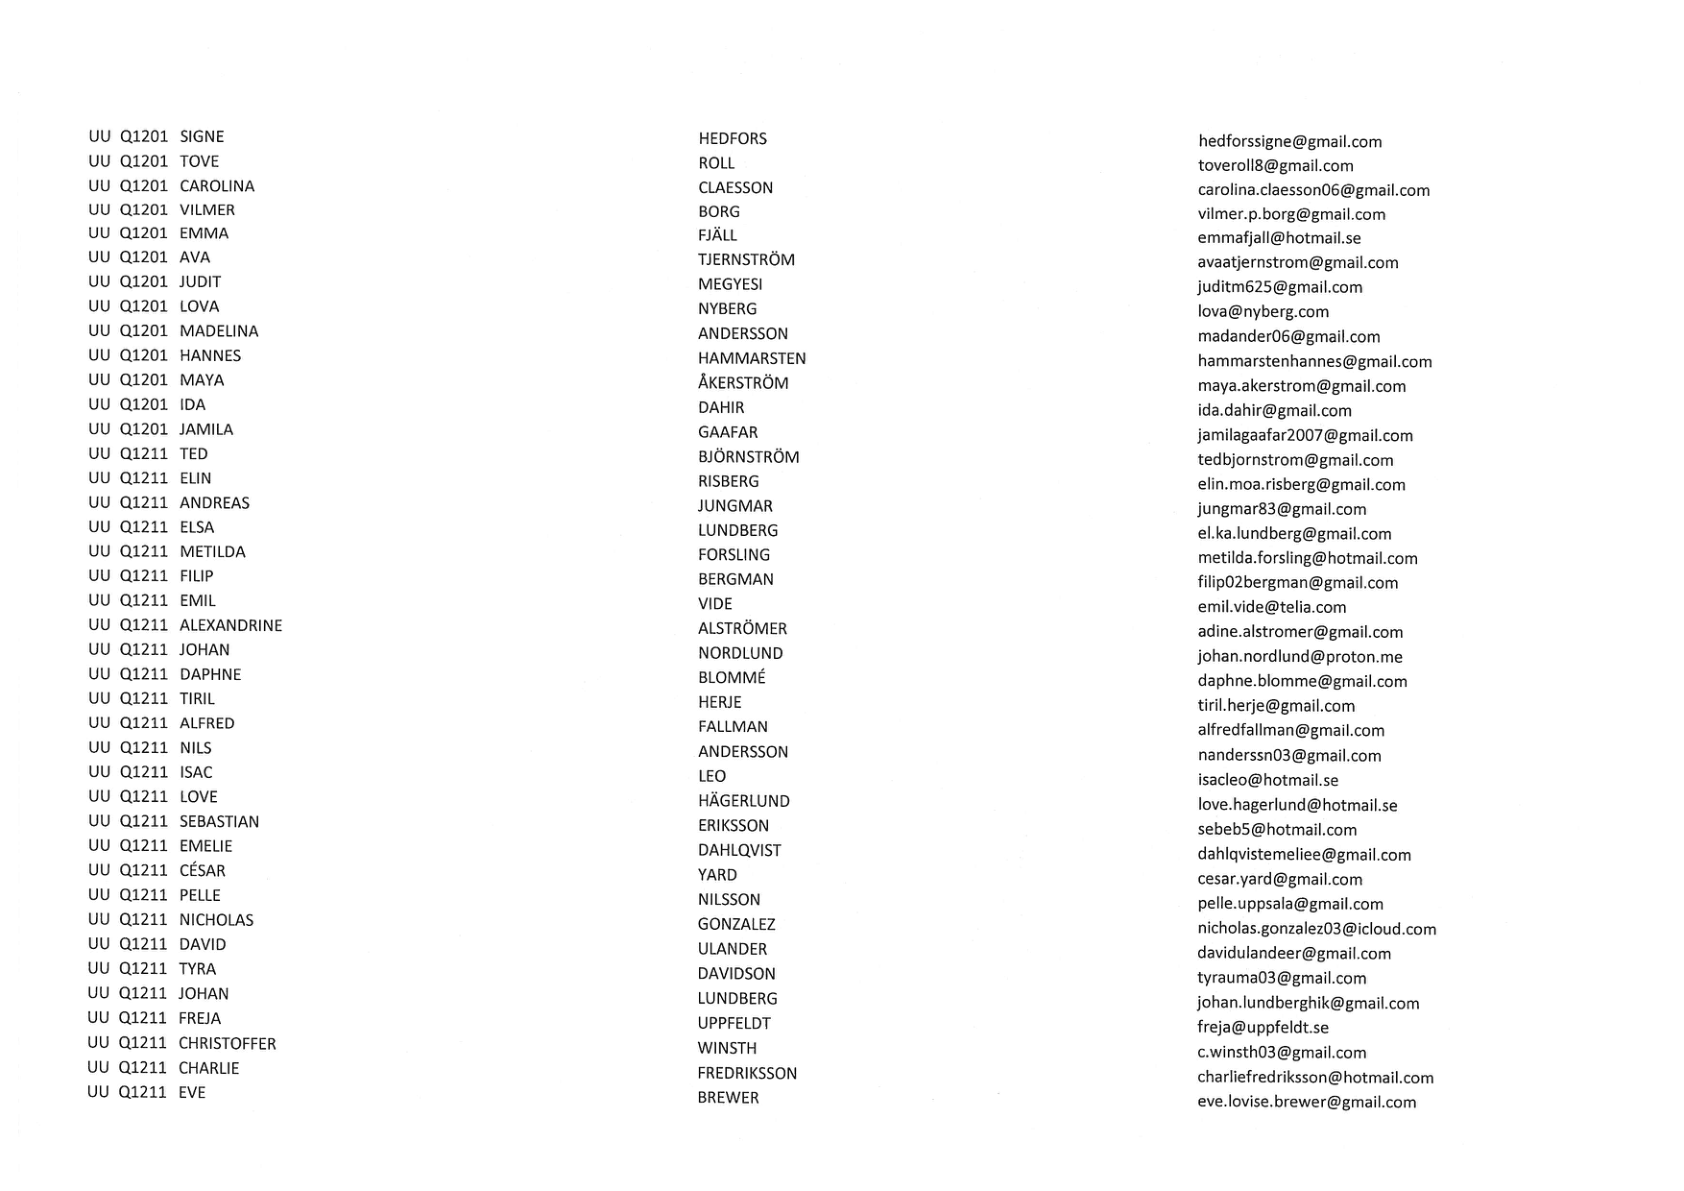 UU Q1201 SIGNE HEDFORS hedforssigne@gmail.com
UU Q1201 TOVE ROLL toveroll8@gmail.com
UU Q1201 CAROLINA CLAESSON carolina.claesson06@gmail.com
UU Q1201 VILMER BORG vilmer.p.borg@gmail.com
UU Q1201 EMMA FJÄLL emmafjall@hotmail.se
UU Q1201 AVA TJERNSTRÖM avaatjernstrom@gmail.com
UU Q1201 JUDIT MEGYESI juditm625@gmail.com
UU Q1201 LOVA NYBERG lova@nyberg.com
UU Q1201 MADELINA ANDERSSON madander06@gmail.com
UU Q1201 HANNES HAMMARSTEN hammarstenhannes@gmail.com
UU Q1201 MAYA ÅKERSTRÖM maya.akerstrom@gmail.com
UU Q1201 IDA DAHIR ida.dahir@gmail.com
UU Q1201 JAMILA GAAFAR jamilagaafar2007@gmail.com
UU Q1211 TED BJÖRNSTRÖM tedbjornstrom@gmail.com
UU Q1211 ELIN RISBERG elin.moa.risberg@gmail.com
UU Q1211 ANDREAS JUNGMAR jungmar83@gmail.com
UU Q1211 ELSA LUNDBERG el.ka.lundberg@gmail.com
UU Q1211 METILDA FORSLING metilda.forsling@hotmail.com
UU Q1211 FILIP BERGMAN filip02bergman@gmail.com
UU Q1211 EMIL VIDE emil.vide@telia.com
UU Q1211 ALEXANDRINE ALSTRÖMER adine.alstromer@gmail.com
UU Q1211 JOHAN NORDLUND johan.nordlund@proton.me
UU Q1211 DAPHNE BLOMMÉ daphne.blomme@gmail.com
UU Q1211 TIRIL HERJE tiril.herje@gmail.com
UU Q1211 ALFRED FALLMAN alfredfallman@gmail.com
UU Q1211 NILS ANDERSSON nanderssn03@gmail.com
UU Q1211 ISAC LEO isacleo@hotmail.se
UU Q1211 LOVE HÄGERLUND love.hagerlund@hotmail.se
UU Q1211 SEBASTIAN ERIKSSON sebeb5@hotmail.com
UU Q1211 EMELIE DAHLQVIST dahlqvistemeliee@gmail.com
UU Q1211 CÉSAR YARD cesar.yard@gmail.com
UU Q1211 PELLE NILSSON pelle.uppsala@gmail.com
UU Q1211 NICHOLAS GONZALEZ nicholas.gonzalez03@icloud.com
UU Q1211 DAVID ULANDER davidulandeer@gmail.com
UU Q1211 TYRA DAVIDSON tyrauma03@gmail.com
UU Q1211 JOHAN LUNDBERG johan.lundberghik@gmail.com
UU Q1211 FREJA UPPFELDT freja@uppfeldt.se
UU Q1211 CHRISTOFFER WINSTH c.winsth03@gmail.com
UU Q1211 CHARLIE FREDRIKSSON charliefredriksson@hotmail.com
UU Q1211 EVE BREWER eve.lovise.brewer@gmail.com